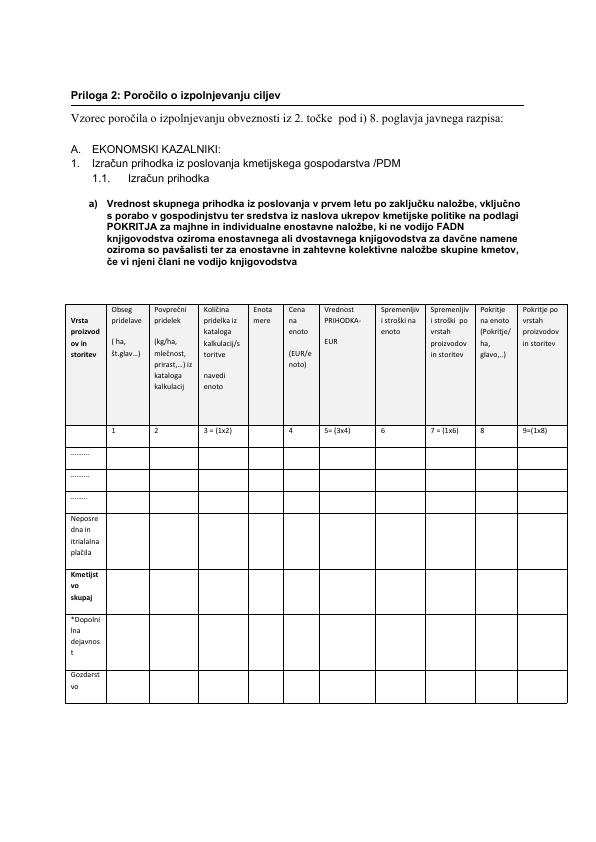 Priloga 2: Poročilo o izpolnjevanju ciljev
Vzorec poročila o izpolnjevanju obveznosti iz 2. točke pod i) 8. poglavja javnega razpisa:
A. EKONOMSKI KAZALNIKI:
1. Izračun prihodka iz poslovanja kmetijskega gospodarstva /PDM
1.1. Izračun prihodka
a) Vrednost skupnega prihodka iz poslovanja v prvem letu po zaključku naložbe, vključno
s porabo v gospodinjstvu ter sredstva iz naslova ukrepov kmetijske politike na podlagi
POKRITJA za majhne in individualne enostavne naložbe, ki ne vodijo FADN
knjigovodstva oziroma enostavnega ali dvostavnega knjigovodstva za davčne namene
oziroma so pavšalisti ter za enostavne in zahtevne kolektivne naložbe skupine kmetov,
če vi njeni člani ne vodijo knjigovodstva
Vrsta
proizvod
ov in
storitev
Obseg
pridelave
( ha,
št.glav…)
Povprečni
pridelek
(kg/ha,
mlečnost,
prirast,…) iz
kataloga
kalkulacij
Količina
pridelka iz
kataloga
kalkulacij/s
toritve
navedi
enoto
Enota
mere
Cena
na
enoto
(EUR/e
noto)
Vrednost
PRIHODKA-
EUR
Spremenljiv
i stroški na
enoto
Spremenljiv
i stroški po
vrstah
proizvodov
in storitev
Pokritje
na enoto
(Pokritje/
ha,
glavo,..)
Pokritje po
vrstah
proizvodov
in storitev
1 2 3 = (1x2) 4 5= (3x4) 6 7 = (1x6) 8 9=(1x8)
………
………
……..
Neposre
dna in
itrialalna
plačila
Kmetijst
vo
skupaj
*Dopolni
lna
dejavnos
t
Gozdarst
vo